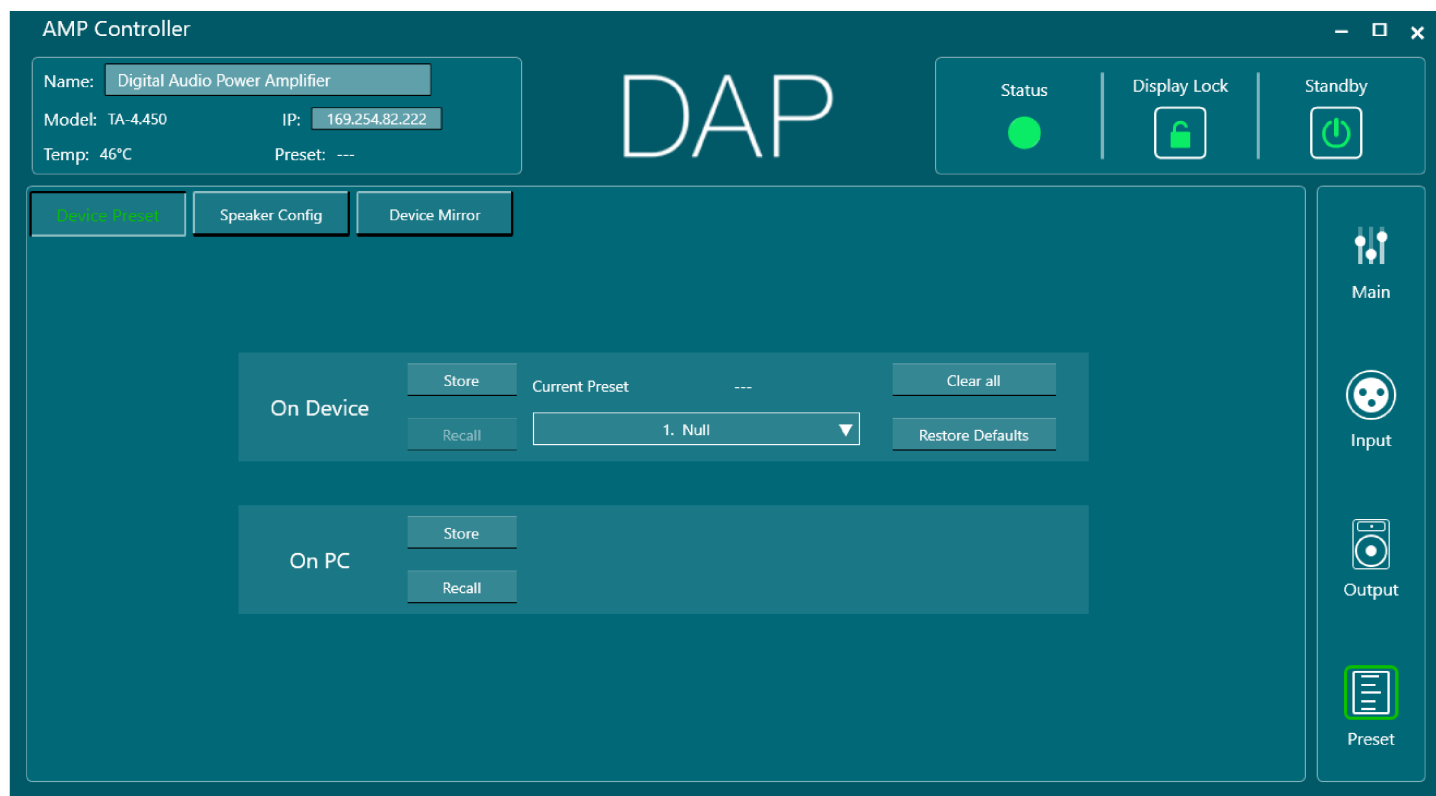 AMP Controller
Name: Digital Audio Power Amplifier
Model: TA-4.450 IP: 169.254.82.222
Temp: 46°C Preset: ---
DAP
Status
Display Lock
Standby
Device Preset
Speaker Config
Device Mirror
On Device
Store
Recall
Current Preset ---
1. Null
Clear all
Restore Defaults
On PC
Store
Recall
Main
Input
Output
Preset